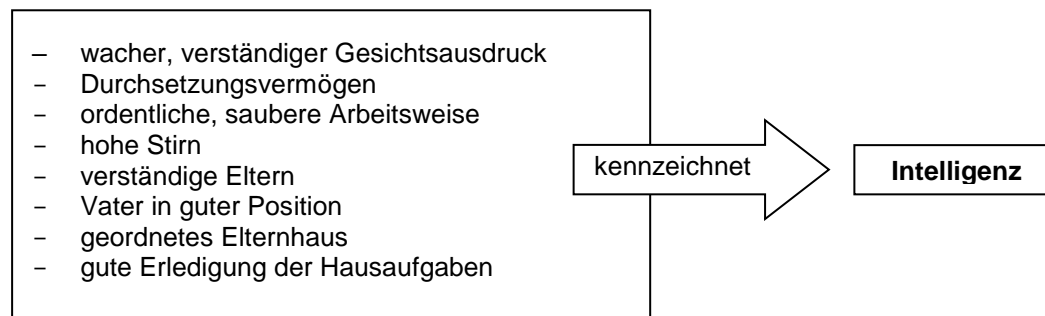 – wacher, verständiger Gesichtsausdruck
- Durchsetzungsvermögen
- ordentliche, saubere Arbeitsweise
- hohe Stirn
- verständige Eltern
- Vater in guter Position
- geordnetes Elternhaus
- gute Erledigung der Hausaufgaben
kennzeichnet
Intelligenz